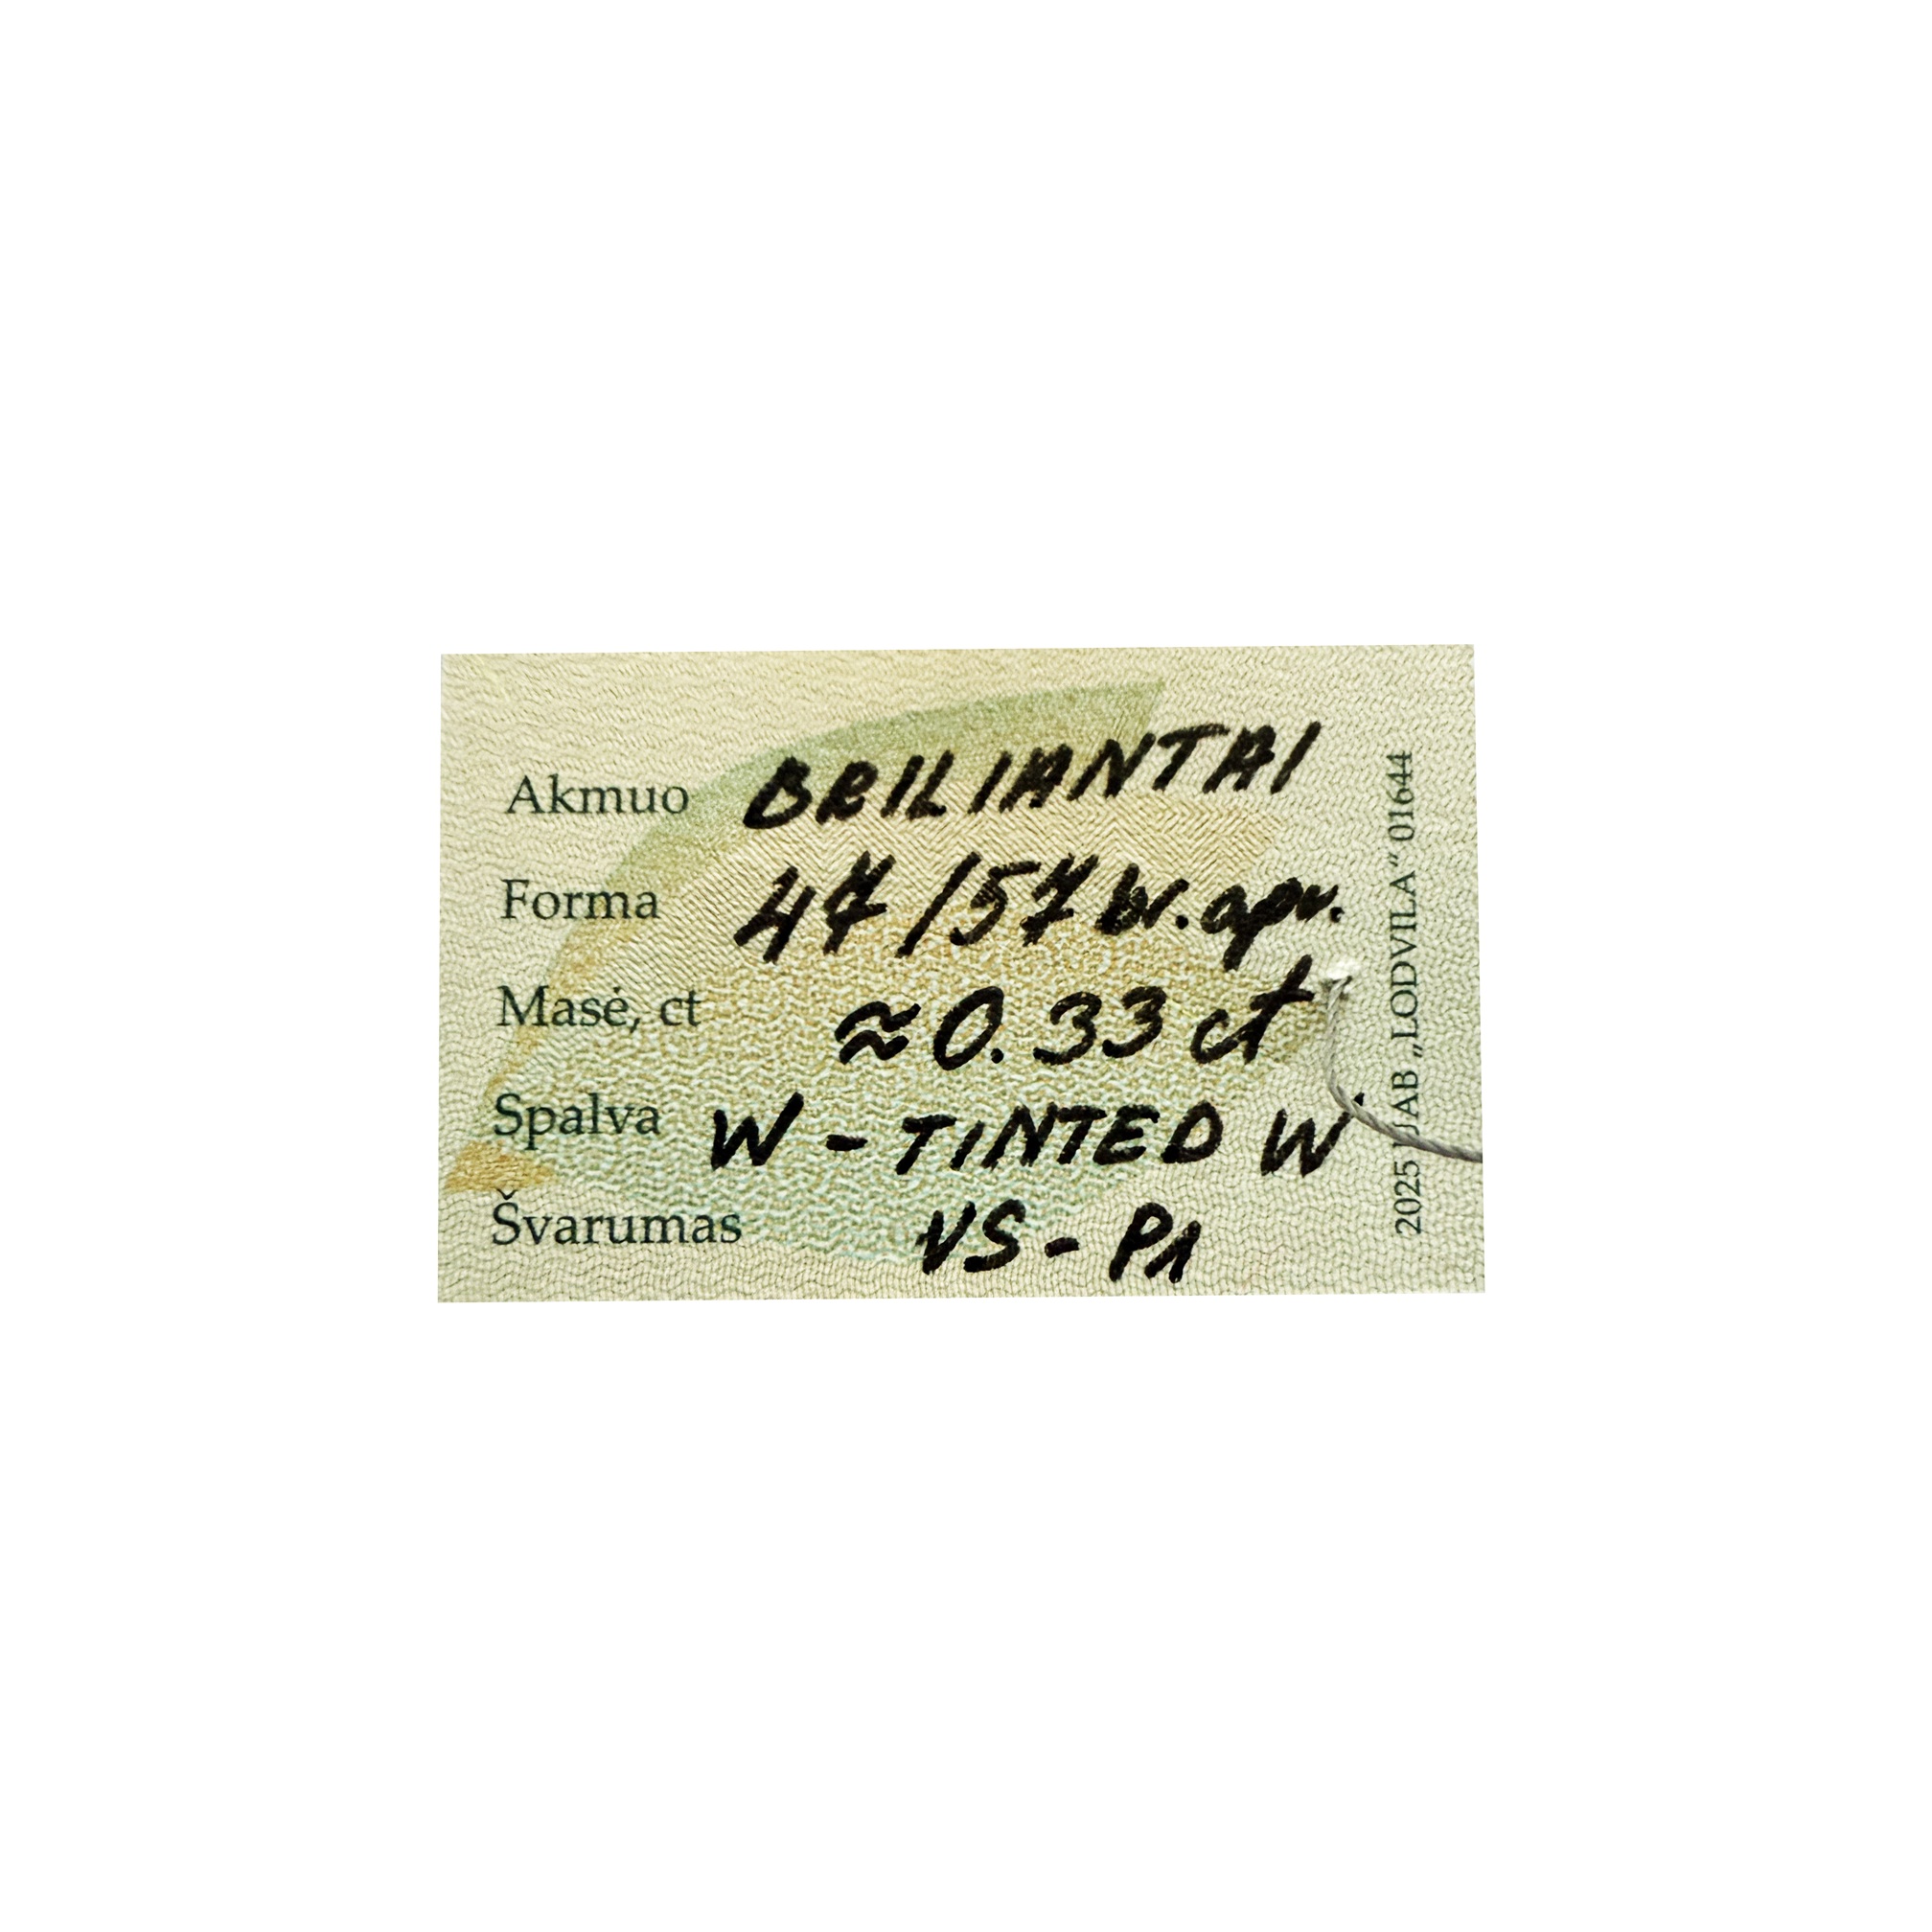 Akmuo BRILIANTAI
Forma 47/57 br. apv.
Masė, ct ≈0.33 ct
Spalva W - TINTED W
Švarumas VS - P1
2025 UAB „LODVILA“ 01644